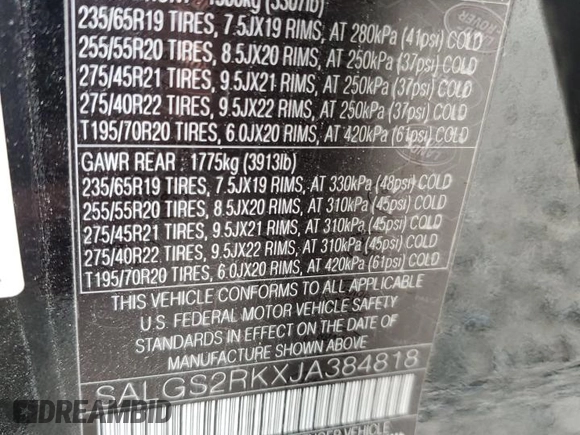 (3307lb)
235/65R19 TIRES, 7.5JX19 RIMS, AT 280kPa (41psi) COLD
255/55R20 TIRES, 8.5JX20 RIMS, AT 250kPa (37psi) COLD
275/45R21 TIRES, 9.5JX21 RIMS, AT 250kPa (37psi) COLD
275/40R22 TIRES, 9.5JX22 RIMS, AT 250kPa (37psi) COLD
T195/70R20 TIRES, 6.0JX20 RIMS, AT 420kPa (61psi) COLD
GAWR REAR : 1775kg (3913lb)
235/65R19 TIRES, 7.5JX19 RIMS, AT 330kPa (48psi) COLD
255/55R20 TIRES, 8.5JX20 RIMS, AT 310kPa (45psi) COLD
275/45R21 TIRES, 9.5JX21 RIMS, AT 310kPa (45psi) COLD
275/40R22 TIRES, 9.5JX22 RIMS, AT 310kPa (45psi) COLD
T195/70R20 TIRES, 6.0JX20 RIMS, AT 420kPa (61psi) COLD
THIS VEHICLE CONFORMS TO ALL APPLICABLE
U.S. FEDERAL MOTOR VEHICLE SAFETY
STANDARDS IN EFFECT ON THE DATE OF
MANUFACTURE SHOWN ABOVE
SALGS2RKXJA384818
DREAMBID